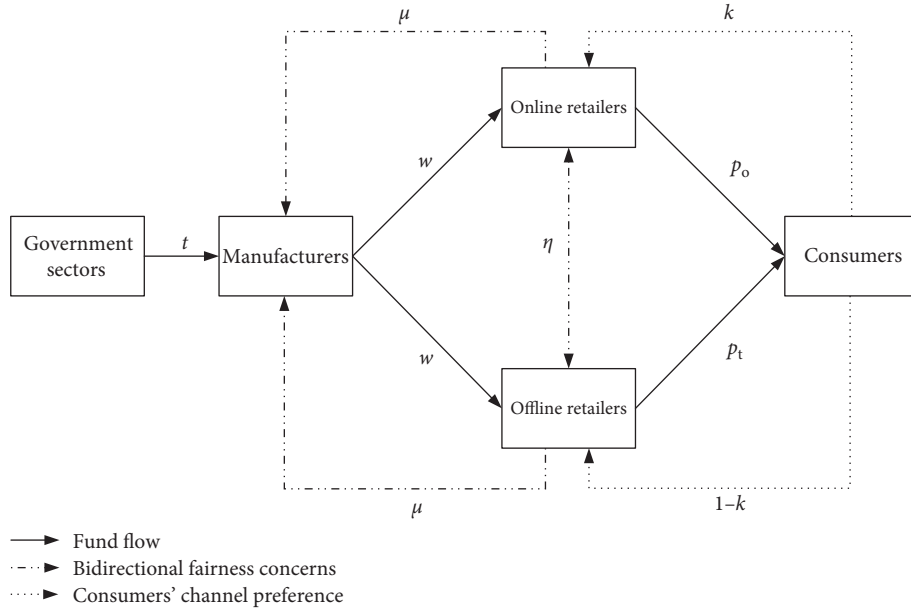 μ
k
Online retailers
w
p_o
Government
sectors
t
Manufacturers
η
Consumers
w
p_t
Offline retailers
μ
1–k
Fund flow
Bidirectional fairness concerns
Consumers' channel preference